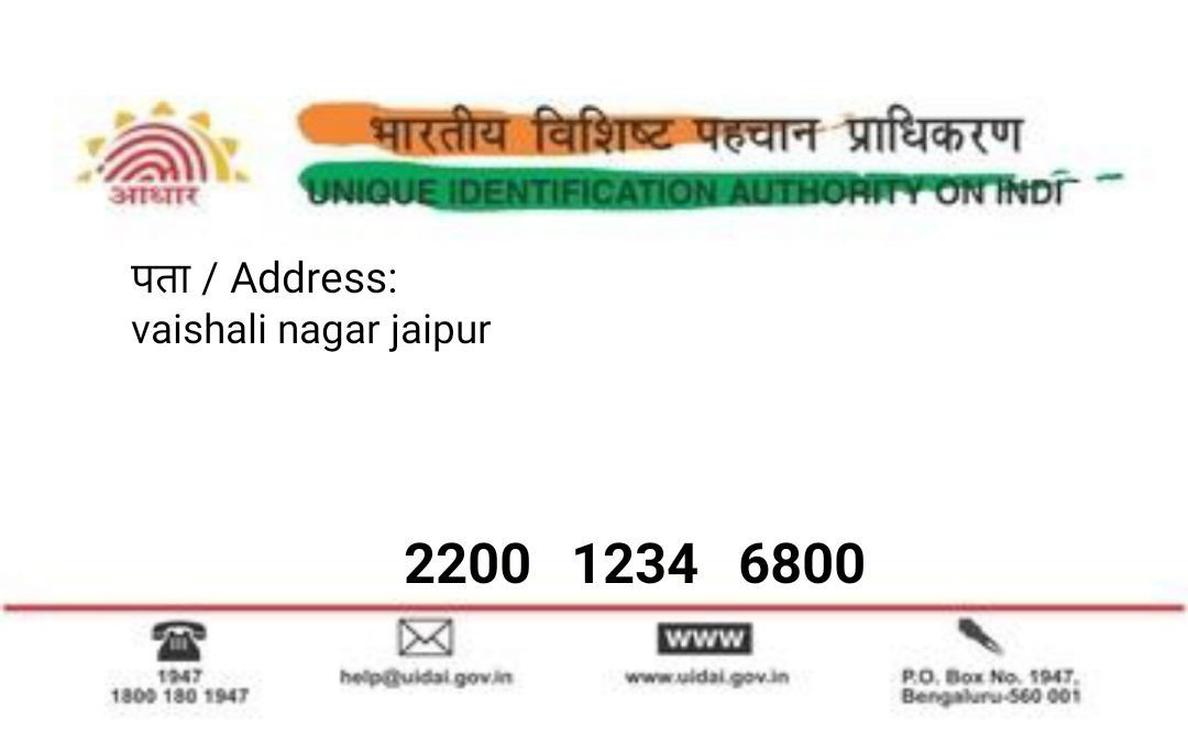 आधार
भारतीय विशिष्ट पहचान प्राधिकरण
UNIQUE IDENTIFICATION AUTHORITY ON INDI
पता / Address:
vaishali nagar jaipur
2200 1234 6800
1947
1800 180 1947
help@uidai.gov.in
www
www.uidai.gov.in
P.O. Box No. 1947,
Bengaluru-560 001